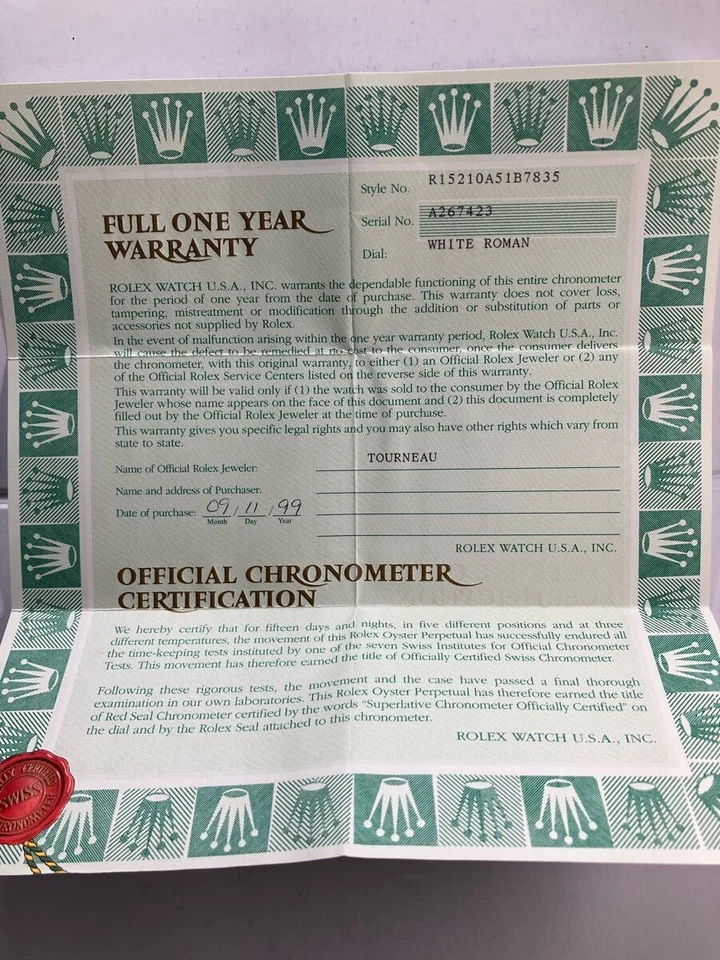 Style No. R15210A51B7835
FULL ONE YEAR
WARRANTY
Serial No. A267423
Dial: WHITE ROMAN
ROLEX WATCH U.S.A., INC. warrants the dependable functioning of this entire chronometer
for the period of one year from the date of purchase. This warranty does not cover loss,
tampering, mistreatment or modification through the addition or substitution of parts or
accessories not supplied by Rolex.
In the event of malfunction arising within the one year warranty period, Rolex Watch U.S.A., Inc.
will cause the defect to be remedied at no cost to the consumer, once the consumer delivers
the chronometer, with this original warranty, to either (1) an Official Rolex Jeweler or (2) any
of the Official Rolex Service Centers listed on the reverse side of this warranty.
This warranty will be valid only if (1) the watch was sold to the consumer by the Official Rolex
Jeweler whose name appears on the face of this document and (2) this document is completely
filled out by the Official Rolex Jeweler at the time of purchase.
This warranty gives you specific legal rights and you may also have other rights which vary from
state to state.
Name of Official Rolex Jeweler: TOURNEAU
Name and address of Purchaser:
Date of purchase: 09 / 11 / 99
Month Day Year
ROLEX WATCH U.S.A., INC.
OFFICIAL CHRONOMETER
CERTIFICATION
We hereby certify that for fifteen days and nights, in five different positions and at three
different temperatures, the movement of this Rolex Oyster Perpetual has successfully endured all
the time-keeping tests instituted by one of the seven Swiss Institutes for Official Chronometer
Tests. This movement has therefore earned the title of Officially Certified Swiss Chronometer.
Following these rigorous tests, the movement and the case have passed a final thorough
examination in our own laboratories. This Rolex Oyster Perpetual has therefore earned the title
of Red Seal Chronometer certified by the words "Superlative Chronometer Officially Certified" on
the dial and by the Rolex Seal attached to this chronometer.
ROLEX WATCH U.S.A., INC.
SWISS